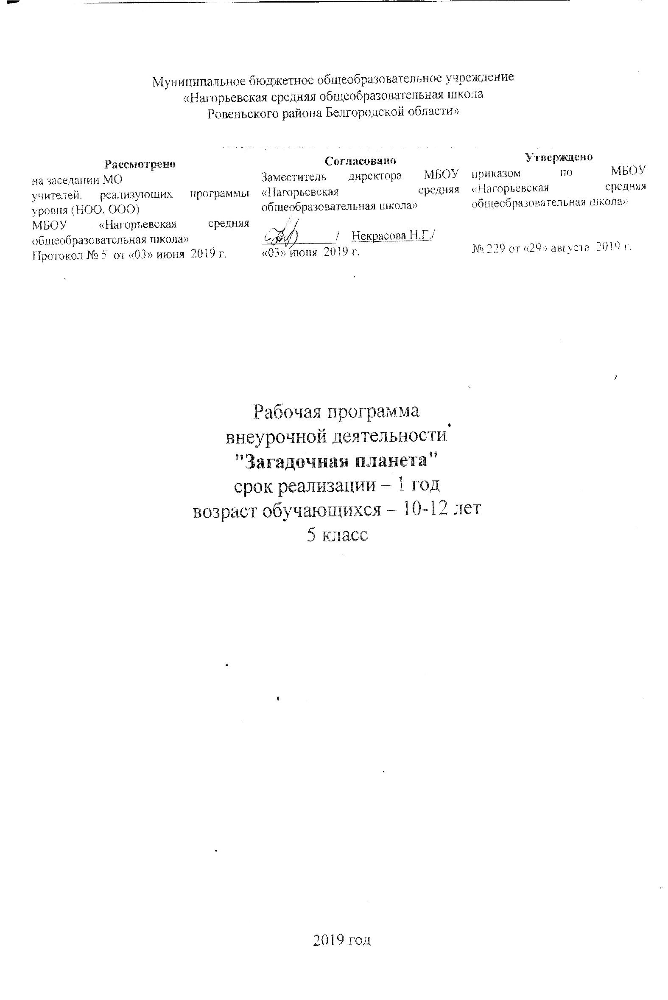 Муниципальное бюджетное общеобразовательное учреждение
«Нагорьевская средняя общеобразовательная школа
Ровеньского района Белгородской области»
Рассмотрено
на заседании МО
учителей. реализующих программы
уровня (НОО, ООО)
МБОУ «Нагорьевская средняя
общеобразовательная школа»
Протокол № 5 от «03» июня 2019 г.
Согласовано
Заместитель директора МБОУ
«Нагорьевская средняя
общеобразовательная школа»
/ Некрасова Н.Г./
«03» июня 2019 г.
Утверждено
приказом по МБОУ
«Нагорьевская средняя
общеобразовательная школа»
№ 229 от «29» августа 2019 г.
Рабочая программа
внеурочной деятельности
"Загадочная планета"
срок реализации – 1 год
возраст обучающихся – 10-12 лет
5 класс
2019 год